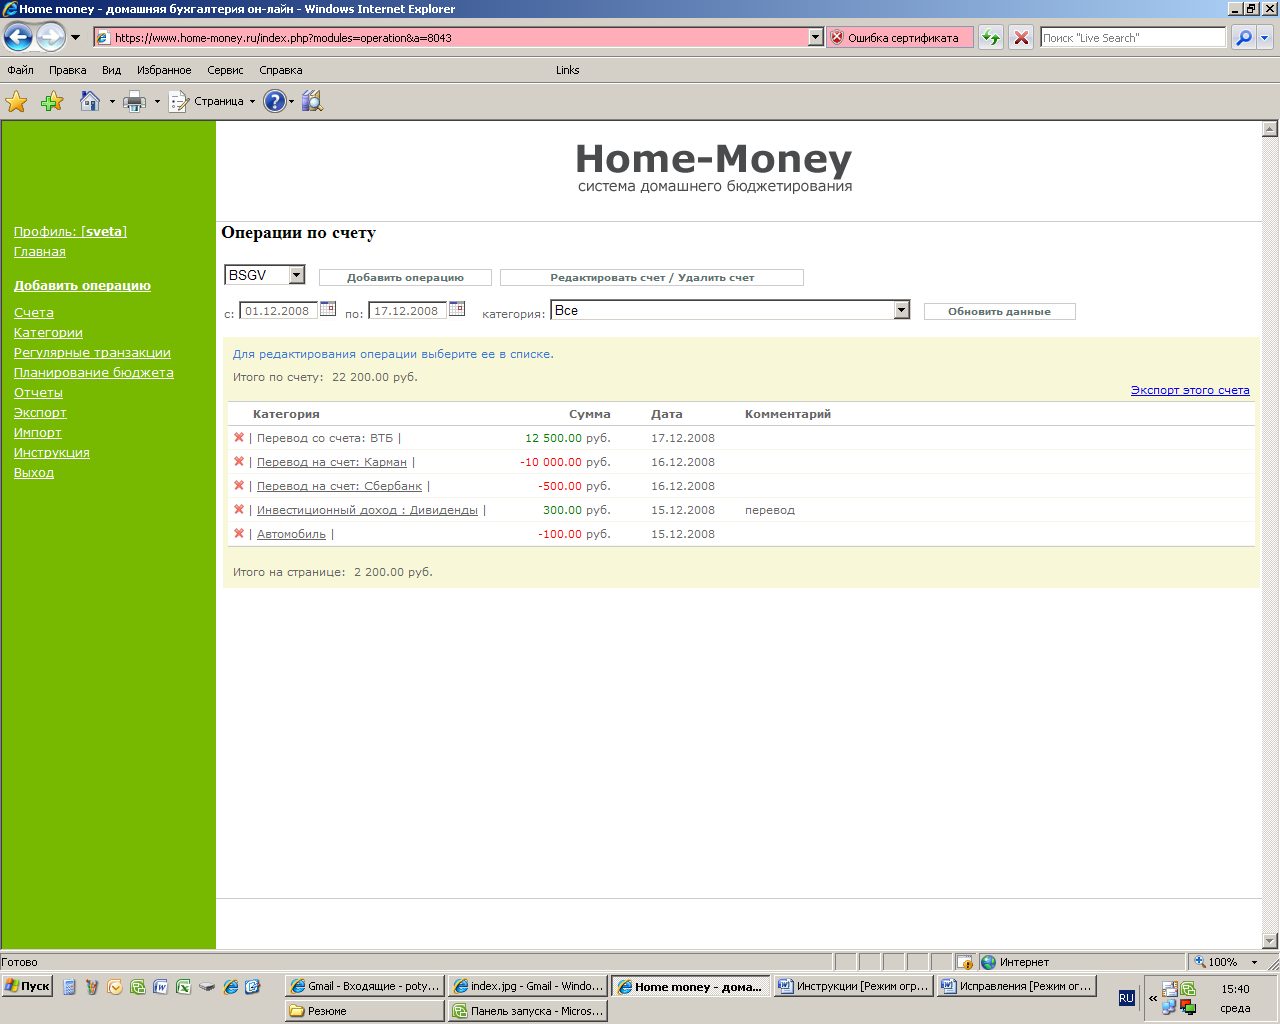 Home money - домашняя бухгалтерия он-лайн - Windows Internet Explorer
https://www.home-money.ru/index.php?modules=operation&a=8043
Ошибка сертификата
Поиск "Live Search"
Файл Правка Вид Избранное Сервис Справка Links
Страница
Home-Money
система домашнего бюджетирования
Профиль: [sveta]
Главная
Добавить операцию
Счета
Категории
Регулярные транзакции
Планирование бюджета
Отчеты
Экспорт
Импорт
Инструкция
Выход
Операции по счету
BSGV Добавить операцию Редактировать счет / Удалить счет
с: 01.12.2008 по: 17.12.2008 категория: Все Обновить данные
Для редактирования операции выберите ее в списке.
Итого по счету: 22 200.00 руб.
Экспорт этого счета
Категория Сумма Дата Комментарий
| Перевод со счета: ВТБ | 12 500.00 руб. 17.12.2008
| Перевод на счет: Карман | -10 000.00 руб. 16.12.2008
| Перевод на счет: Сбербанк | -500.00 руб. 16.12.2008
| Инвестиционный доход : Дивиденды | 300.00 руб. 15.12.2008 перевод
| Автомобиль | -100.00 руб. 15.12.2008
Итого на странице: 2 200.00 руб.
Готово Интернет 100%
Пуск
Gmail - Входящие - poty...
index.jpg - Gmail - Windo...
Home money - дома...
Инструкции [Режим огр...
Исправления [Режим ог...
Резюме
Панель запуска - Micros...
RU
«
15:40
среда